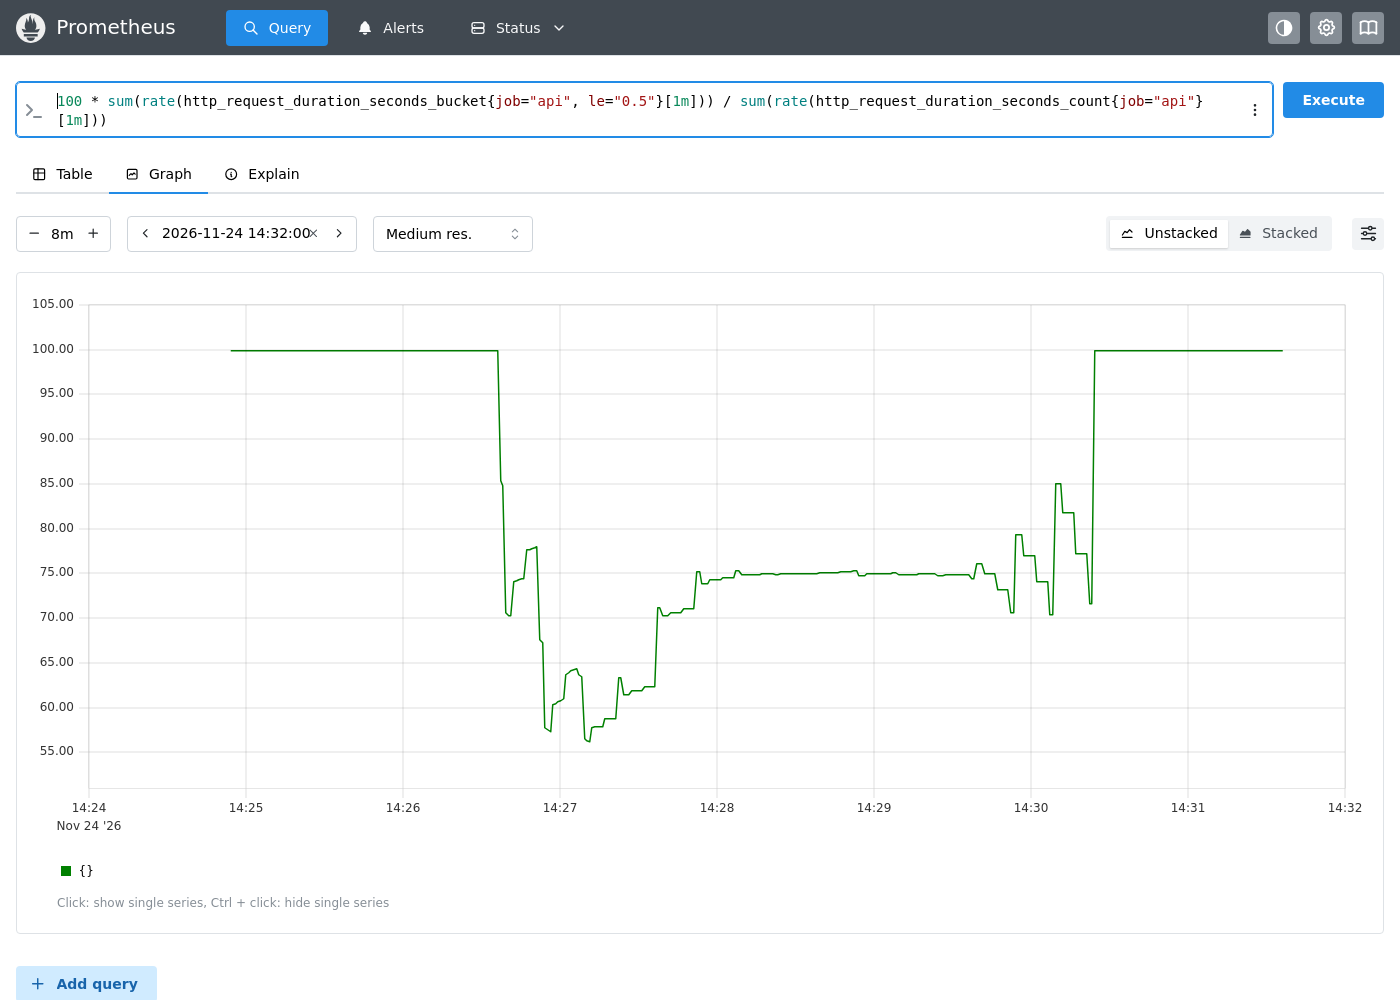 Prometheus
Query
Alerts
Status
100 * sum(rate(http_request_duration_seconds_bucket{job="api", le="0.5"}[1m])) / sum(rate(http_request_duration_seconds_count{job="api"}
[1m]))
Execute
Table
Graph
Explain
8m
2026-11-24 14:32:00
Medium res.
Unstacked
Stacked
105.00
100.00
95.00
90.00
85.00
80.00
75.00
70.00
65.00
60.00
55.00
14:24 14:25 14:26 14:27 14:28 14:29 14:30 14:31 14:32
Nov 24 '26
{}
Click: show single series, Ctrl + click: hide single series
Add query